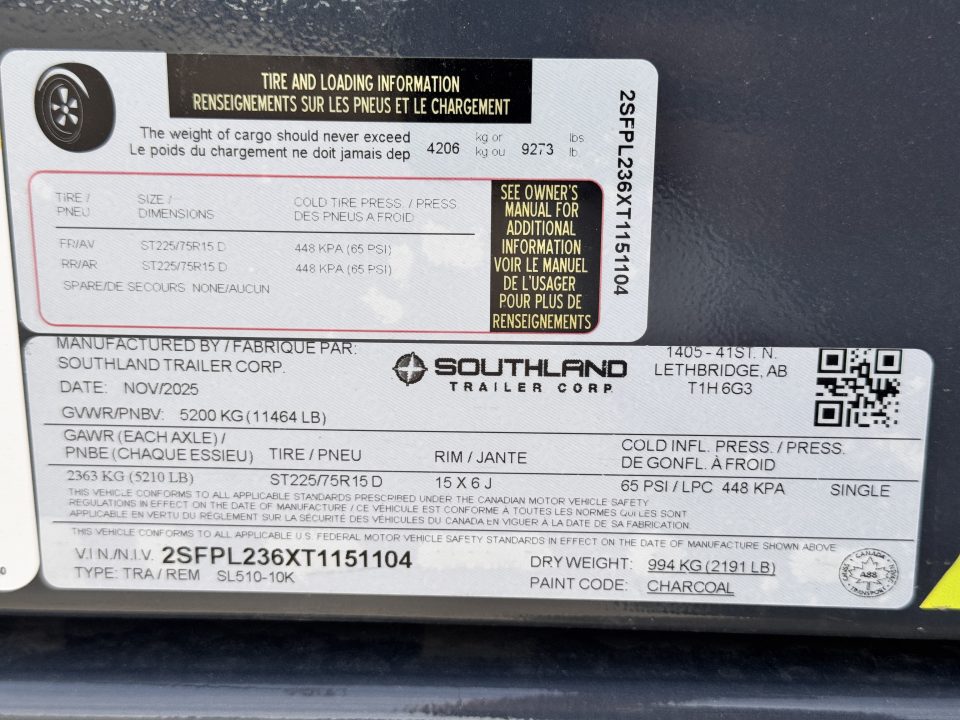 TIRE AND LOADING INFORMATION
RENSEIGNEMENTS SUR LES PNEUS ET LE CHARGEMENT
The weight of cargo should never exceed
Le poids du chargement ne doit jamais dep
4206 kg or kg ou 9273 lbs lb.
TIRE / PNEU SIZE / DIMENSIONS COLD TIRE PRESS. / PRESS. DES PNEUS A FROID
FR/AV ST225/75R15 D 448 KPA (65 PSI)
RR/AR ST225/75R15 D 448 KPA (65 PSI)
SPARE/DE SECOURS NONE/AUCUN
SEE OWNER'S
MANUAL FOR
ADDITIONAL
INFORMATION
VOIR LE MANUEL
DE L'USAGER
POUR PLUS DE
RENSEIGNEMENTS
2SFPL236XT1151104
MANUFACTURED BY / FABRIQUE PAR:
SOUTHLAND TRAILER CORP.
DATE: NOV/2025
SOUTHLAND
TRAILER CORP
1405 - 41ST. N.
LETHBRIDGE, AB
T1H 6G3
GVWR/PNBV: 5200 KG (11464 LB)
GAWR (EACH AXLE) / PNBE (CHAQUE ESSIEU) TIRE / PNEU RIM / JANTE COLD INFL. PRESS. / PRESS. DE GONFL. À FROID
2363 KG (5210 LB) ST225/75R15 D 15 X 6 J 65 PSI / LPC 448 KPA SINGLE
THIS VEHICLE CONFORMS TO ALL APPLICABLE STANDARDS PRESCRIBED UNDER THE CANADIAN MOTOR VEHICLE SAFETY
REGULATIONS IN EFFECT ON THE DATE OF MANUFACTURE / CE VEHICULE EST CONFORME À TOUTES LES NORMES QUI LUI SONT
APPLICABLE EN VERTU DU RÈGLEMENT SUR LA SÉCURITÉ DES VÉHICULES DU CANADA EN VIGUER À LA DATE DE SA FABRICATION
THIS VEHICLE CONFORMS TO ALL APPLICABLE U.S. FEDERAL MOTOR VEHICLE SAFETY STANDARDS IN EFFECT ON THE DATE OF MANUFACTURE SHOWN ABOVE
V.I.N./N.I.V. 2SFPL236XT1151104
TYPE: TRA / REM SL510-10K
DRY WEIGHT: 994 KG (2191 LB)
PAINT CODE: CHARCOAL
CANADA
ABS
TRANSPORT